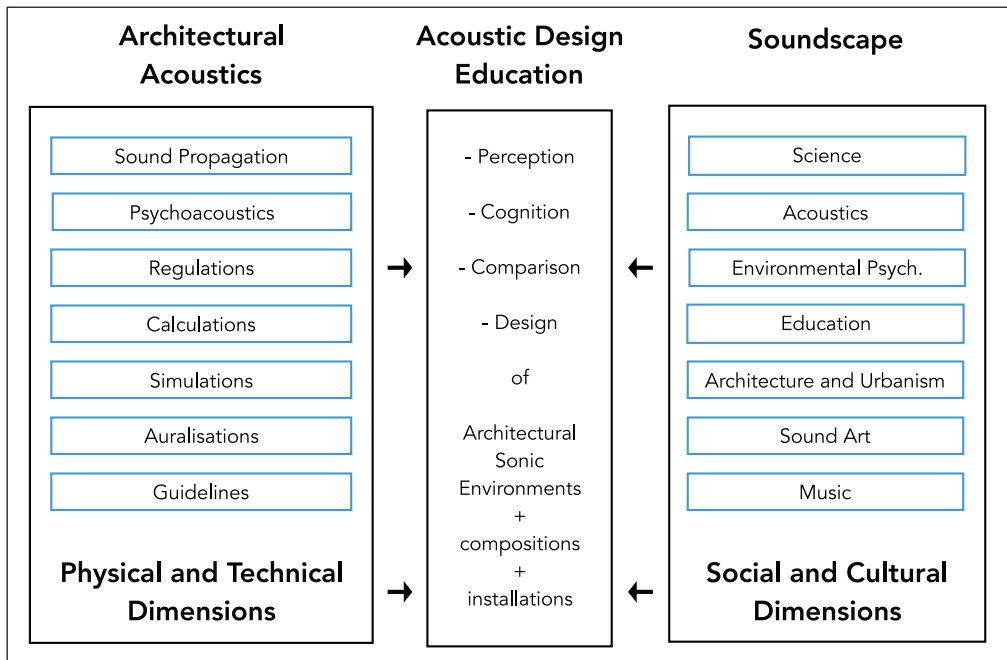 Architectural
Acoustics
Sound Propagation
Psychoacoustics
Regulations
Calculations
Simulations
Auralisations
Guidelines
Physical and Technical
Dimensions
Acoustic Design
Education
- Perception
- Cognition
- Comparison
- Design
of
Architectural
Sonic
Environments
+
compositions
+
installations
Soundscape
Science
Acoustics
Environmental Psych.
Education
Architecture and Urbanism
Sound Art
Music
Social and Cultural
Dimensions